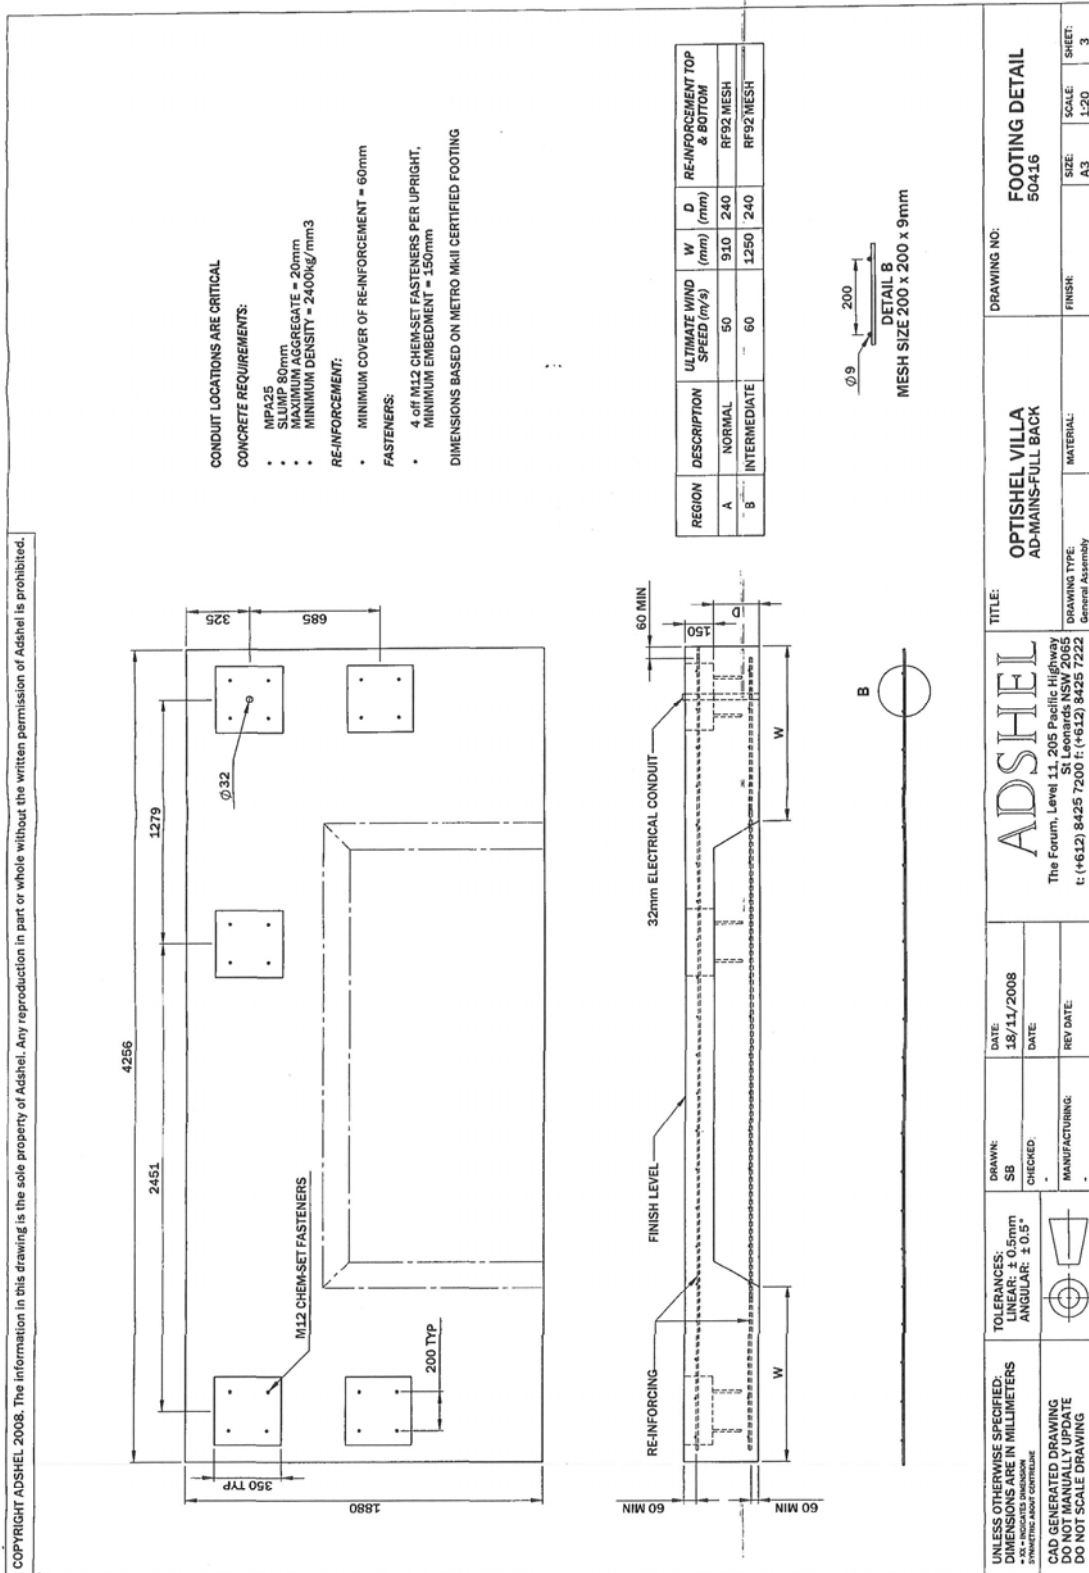 COPYRIGHT ADSHEL 2008. The information in this drawing is the sole property of Adshel. Any reproduction in part or whole without the written permission of Adshel is prohibited.
4256
2451
1279
325
685
Ø32
350 TYP
1880
M12 CHEM-SET FASTENERS
200 TYP
CONDUIT LOCATIONS ARE CRITICAL
CONCRETE REQUIREMENTS:
• MPA25
• SLUMP 80mm
• MAXIMUM AGGREGATE = 20mm
• MINIMUM DENSITY = 2400kg/mm3
RE-INFORCEMENT:
• MINIMUM COVER OF RE-INFORCEMENT = 60mm
FASTENERS:
• 4 off M12 CHEM-SET FASTENERS PER UPRIGHT,
MINIMUM EMBEDMENT = 150mm
DIMENSIONS BASED ON METRO MkII CERTIFIED FOOTING
60 MIN
60 MIN
RE-INFORCING
FINISH LEVEL
32mm ELECTRICAL CONDUIT
60 MIN
150
D
W
W
REGION DESCRIPTION ULTIMATE WIND SPEED (m/s) W (mm) D (mm) RE-INFORCEMENT TOP & BOTTOM
A NORMAL 50 910 240 RF92 MESH
B INTERMEDIATE 60 1250 240 RF92 MESH
B
Ø9
200
DETAIL B
MESH SIZE 200 x 200 x 9mm
UNLESS OTHERWISE SPECIFIED:
DIMENSIONS ARE IN MILLIMETERS
• XX • INDICATES DIMENSION
SYMMETRIC ABOUT CENTRELINE
CAD GENERATED DRAWING
DO NOT MANUALLY UPDATE
DO NOT SCALE DRAWING
TOLERANCES:
LINEAR: ± 0.5mm
ANGULAR: ± 0.5°
DRAWN:
SB
DATE:
18/11/2008
CHECKED:
-
DATE:
MANUFACTURING:
-
REV DATE:
ADSHEL
The Forum, Level 11, 205 Pacific Highway
St Leonards NSW 2065
t: (+612) 8425 7200 f: (+612) 8425 7222
TITLE:
OPTISHEL VILLA
AD-MAINS-FULL BACK
DRAWING TYPE:
General Assembly
MATERIAL:
DRAWING NO:
FOOTING DETAIL
50416
FINISH:
SIZE:
A3
SCALE:
1:20
SHEET:
3